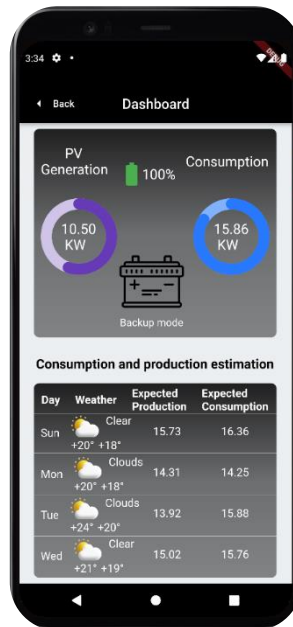 3:34
DEBUG
Back
Dashboard
PV
Generation
100%
Consumption
10.50
KW
15.86
KW
Backup mode
Consumption and production estimation
Day Weather Expected Production Expected Consumption
Sun Clear +20° +18° 15.73 16.36
Mon Clouds +20° +18° 14.31 14.25
Tue Clouds +24° +20° 13.92 15.88
Wed Clear +21° +19° 15.02 15.76